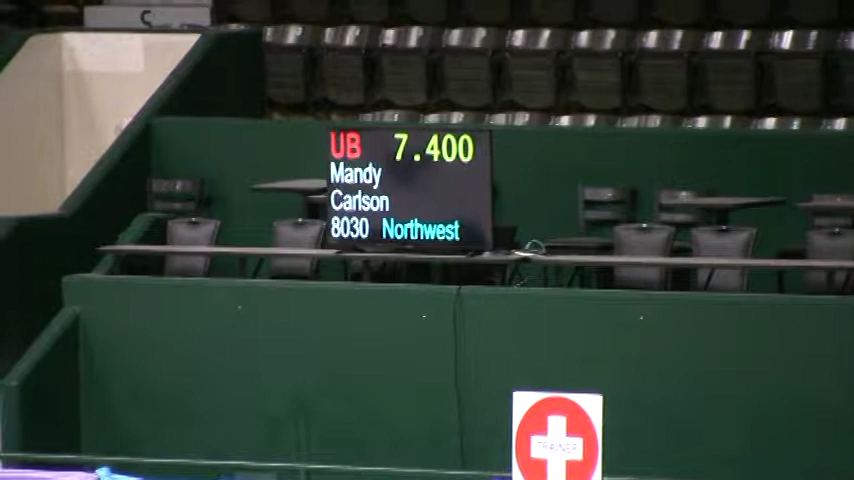 S
UB 7.400
Mandy
Carlson
8030 Northwest
TRAINER